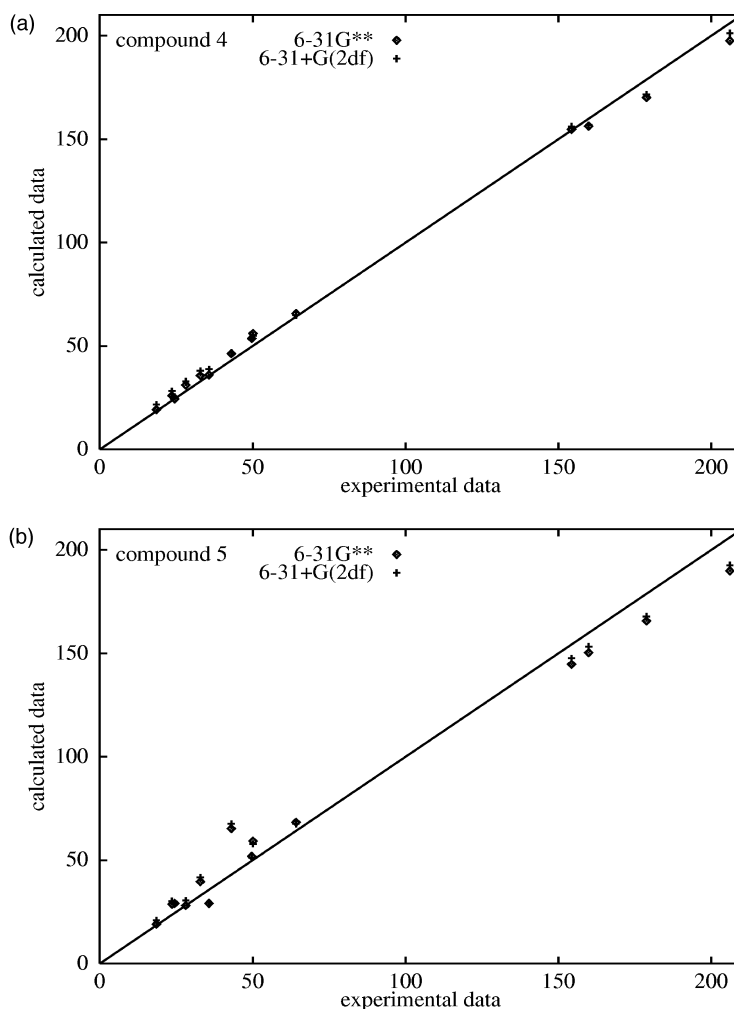 (a)
200
150
100
50
0
calculated data
compound 4
6-31G**
6-31+G(2df)
0
50
100
150
200
experimental data
(b)
200
150
100
50
0
calculated data
compound 5
6-31G**
6-31+G(2df)
0
50
100
150
200
experimental data